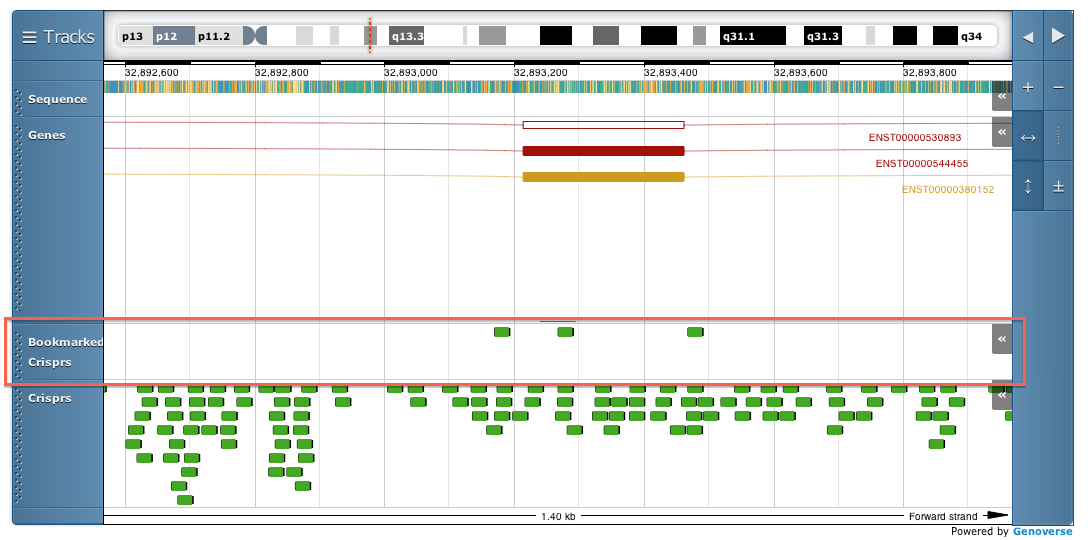 ☰ Tracks
p13 p12 p11.2 q13.3 q31.1 q31.3 q34
32,892,600 32,892,800 32,893,000 32,893,200 32,893,400 32,893,600 32,893,800
Sequence
Genes
ENST00000530893
ENST00000544455
ENST00000380152
Bookmarked
Crisprs
Crisprs
1.40 kb
Forward strand
Powered by Genoverse